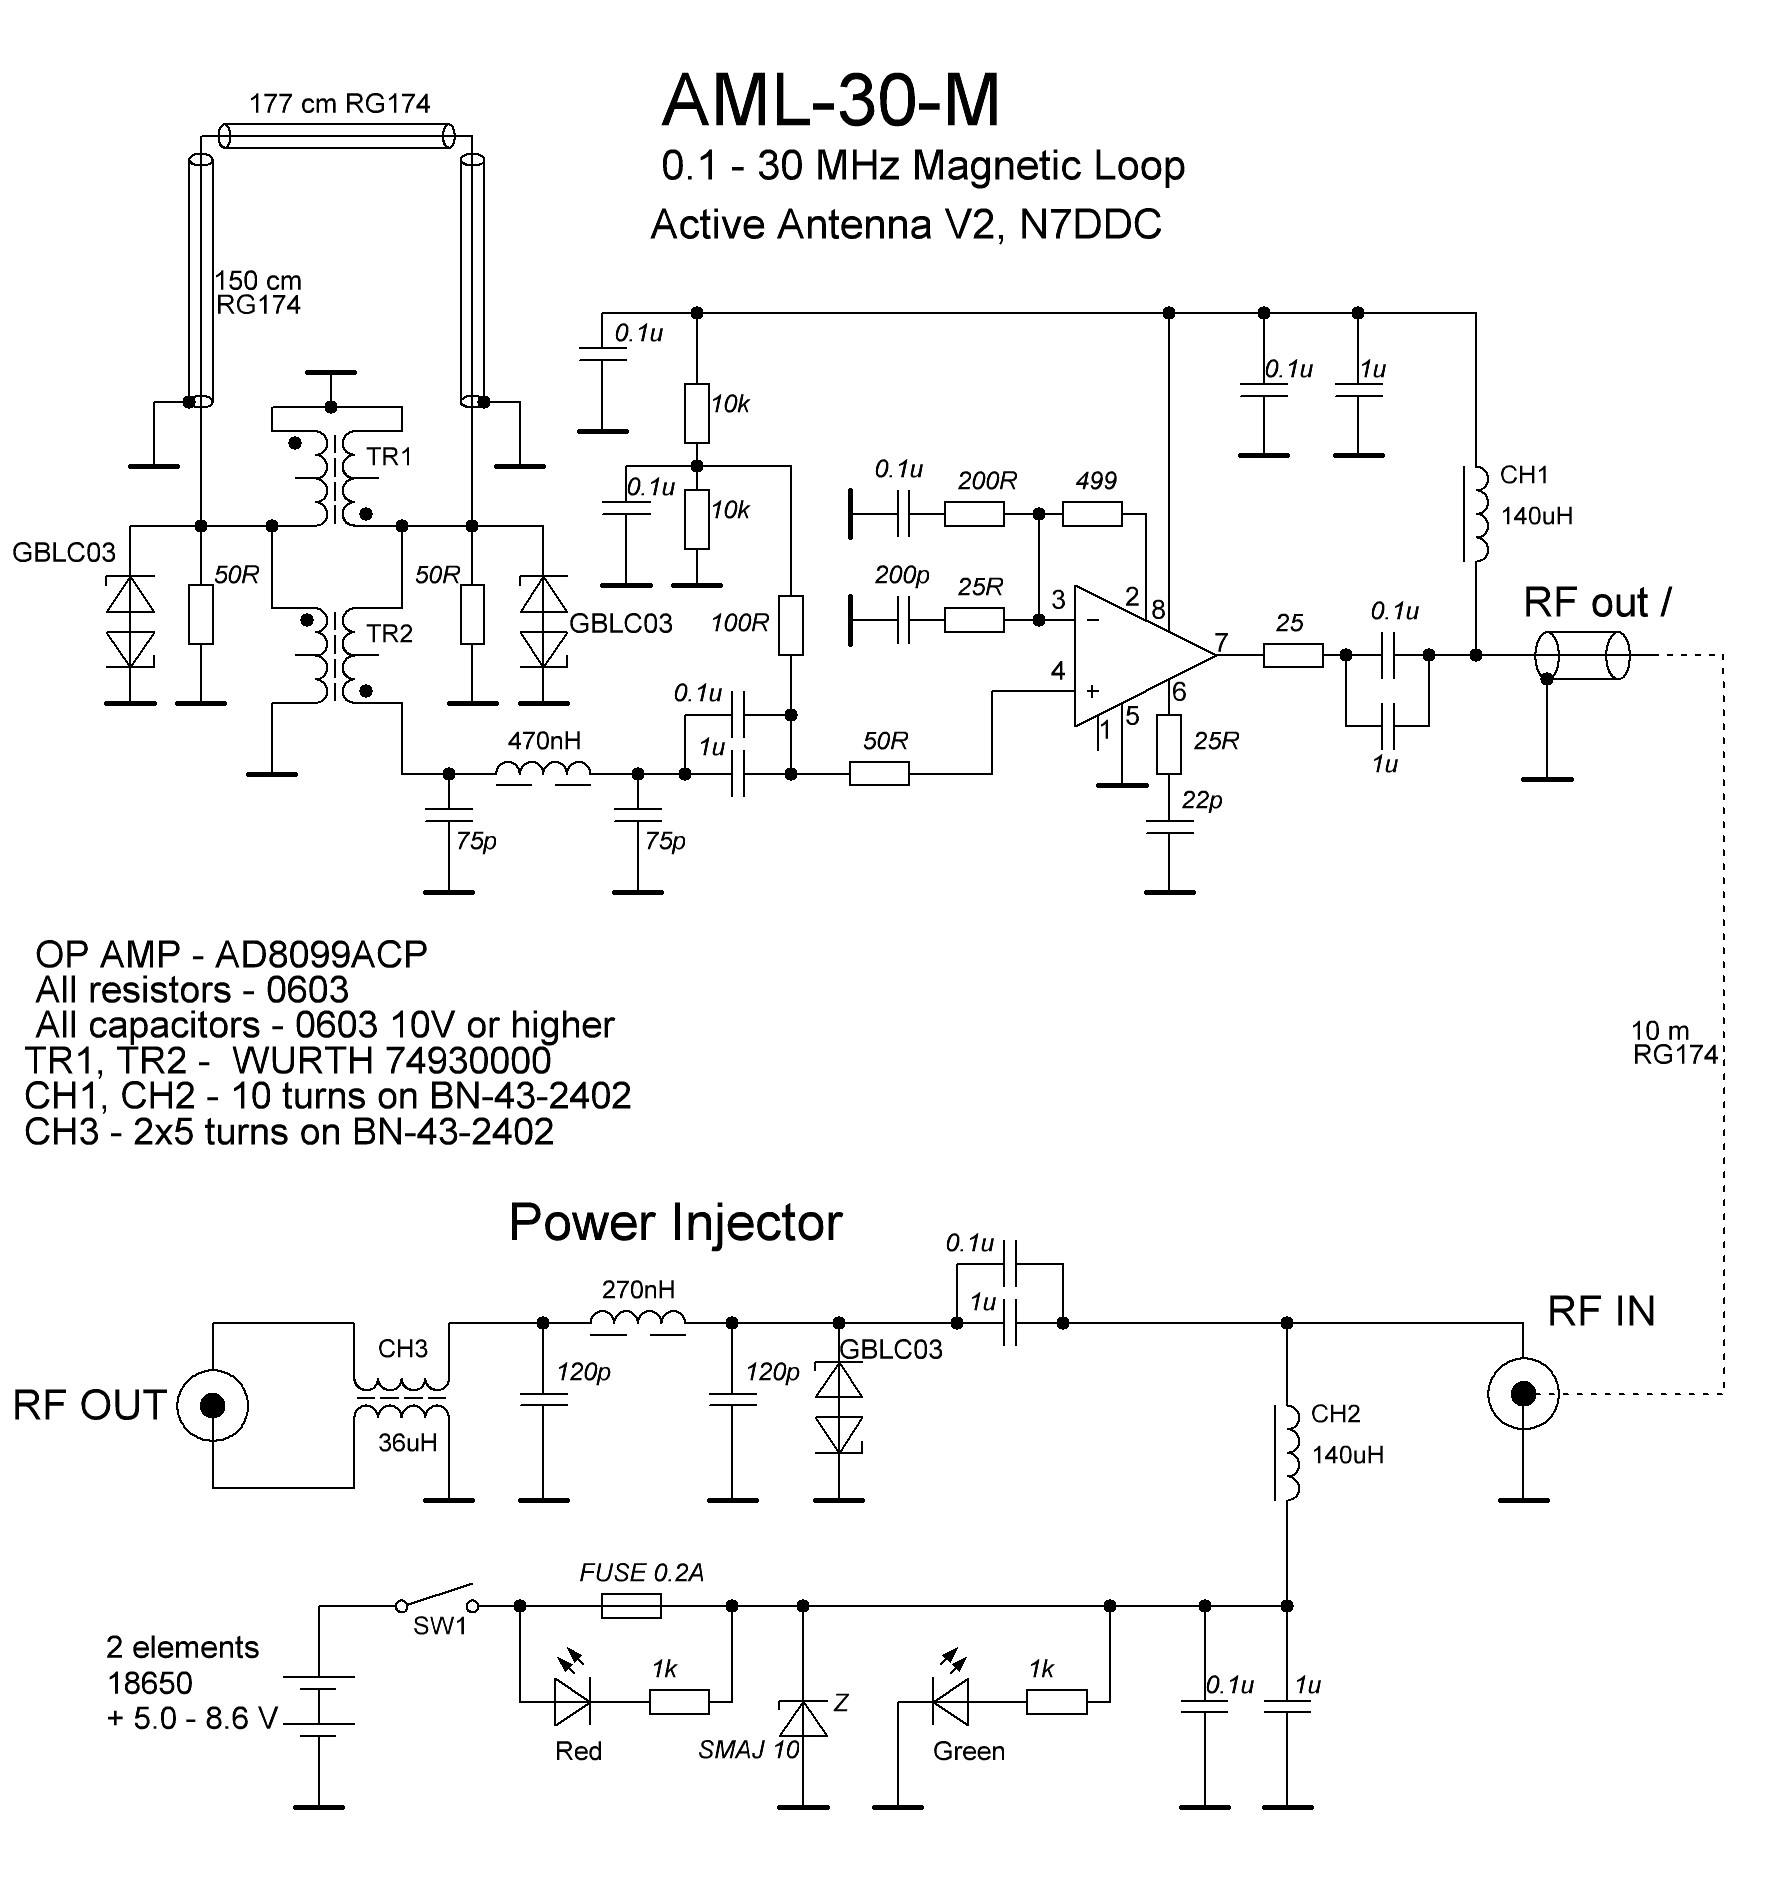 AML-30-M
0.1 - 30 MHz Magnetic Loop
Active Antenna V2, N7DDC
177 cm RG174
150 cm
RG174
TR1
GBLC03
50R
50R
GBLC03
TR2
0.1u
10k
0.1u
10k
100R
0.1u
200R
499
200p
25R
3
2
8
4
7
6
5
1
25R
22p
0.1u
1u
CH1
140uH
RF out /
25
0.1u
1u
470nH
75p
75p
0.1u
1u
50R
OP AMP - AD8099ACP
All resistors - 0603
All capacitors - 0603 10V or higher
TR1, TR2 - WURTH 74930000
CH1, CH2 - 10 turns on BN-43-2402
CH3 - 2x5 turns on BN-43-2402
10 m
RG174
Power Injector
RF OUT
CH3
36uH
120p
270nH
120p
GBLC03
0.1u
1u
RF IN
CH2
140uH
2 elements
18650
+ 5.0 - 8.6 V
SW1
FUSE 0.2A
1k
Red
Z
SMAJ 10
1k
Green
0.1u
1u